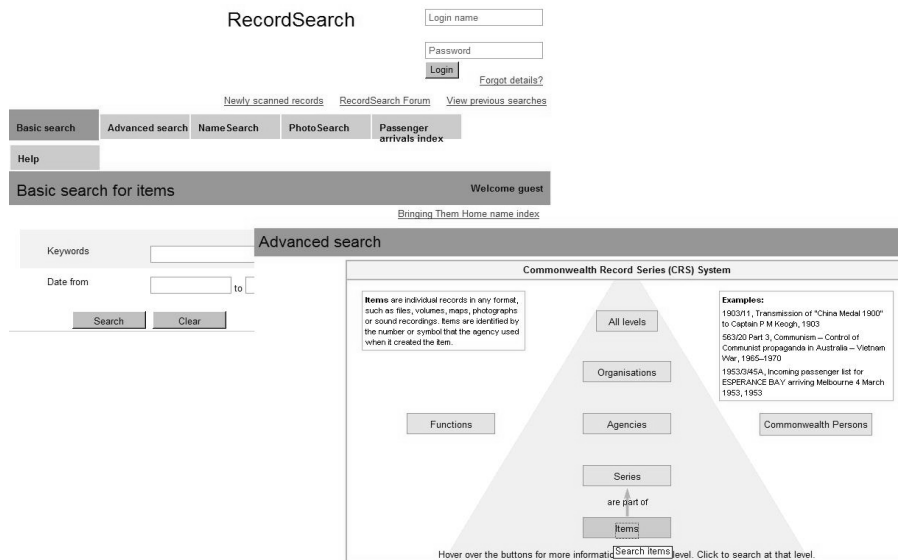 RecordSearch
Login name
Password
Login
Forgot details?
Newly scanned records RecordSearch Forum View previous searches
Basic search Advanced search NameSearch PhotoSearch Passenger
arrivals index
Help
Basic search for items Welcome guest
Bringing Them Home name index
Keywords
Date from to
Search Clear
Advanced search
Commonwealth Record Series (CRS) System
Items are individual records in any format,
such as files, volumes, maps, photographs
or sound recordings. Items are identified by
the number or symbol that the agency used
when it created the item.
All levels
Examples:
1903/11, Transmission of "China Medal 1900"
to Captain P M Keogh, 1903
563/20 Part 3, Communism – Control of
Communist propaganda in Australia – Vietnam
War, 1965–1970
1953/3/45A, Incoming passenger list for
ESPERANCE BAY arriving Melbourne 4 March
1953, 1953
Organisations
Functions Agencies Commonwealth Persons
Series
are part of
Items
Search Items
Hover over the buttons for more informatio level. Click to search at that level.